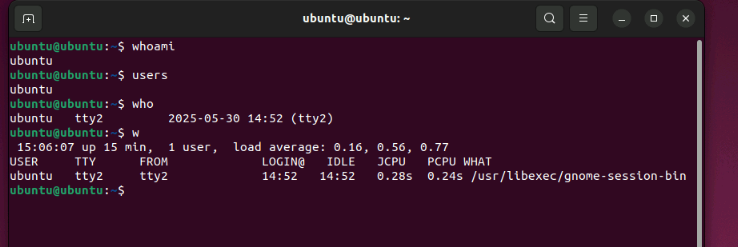 ubuntu@ubuntu: ~
ubuntu@ubuntu:~$ whoami
ubuntu
ubuntu@ubuntu:~$ users
ubuntu
ubuntu@ubuntu:~$ who
ubuntu   tty2         2025-05-30 14:52 (tty2)
ubuntu@ubuntu:~$ w
 15:06:07 up 15 min,  1 user,  load average: 0.16, 0.56, 0.77
USER     TTY      FROM             LOGIN@   IDLE   JCPU   PCPU WHAT
ubuntu   tty2     tty2             14:52   14:52   0.28s  0.24s /usr/libexec/gnome-session-bin
ubuntu@ubuntu:~$